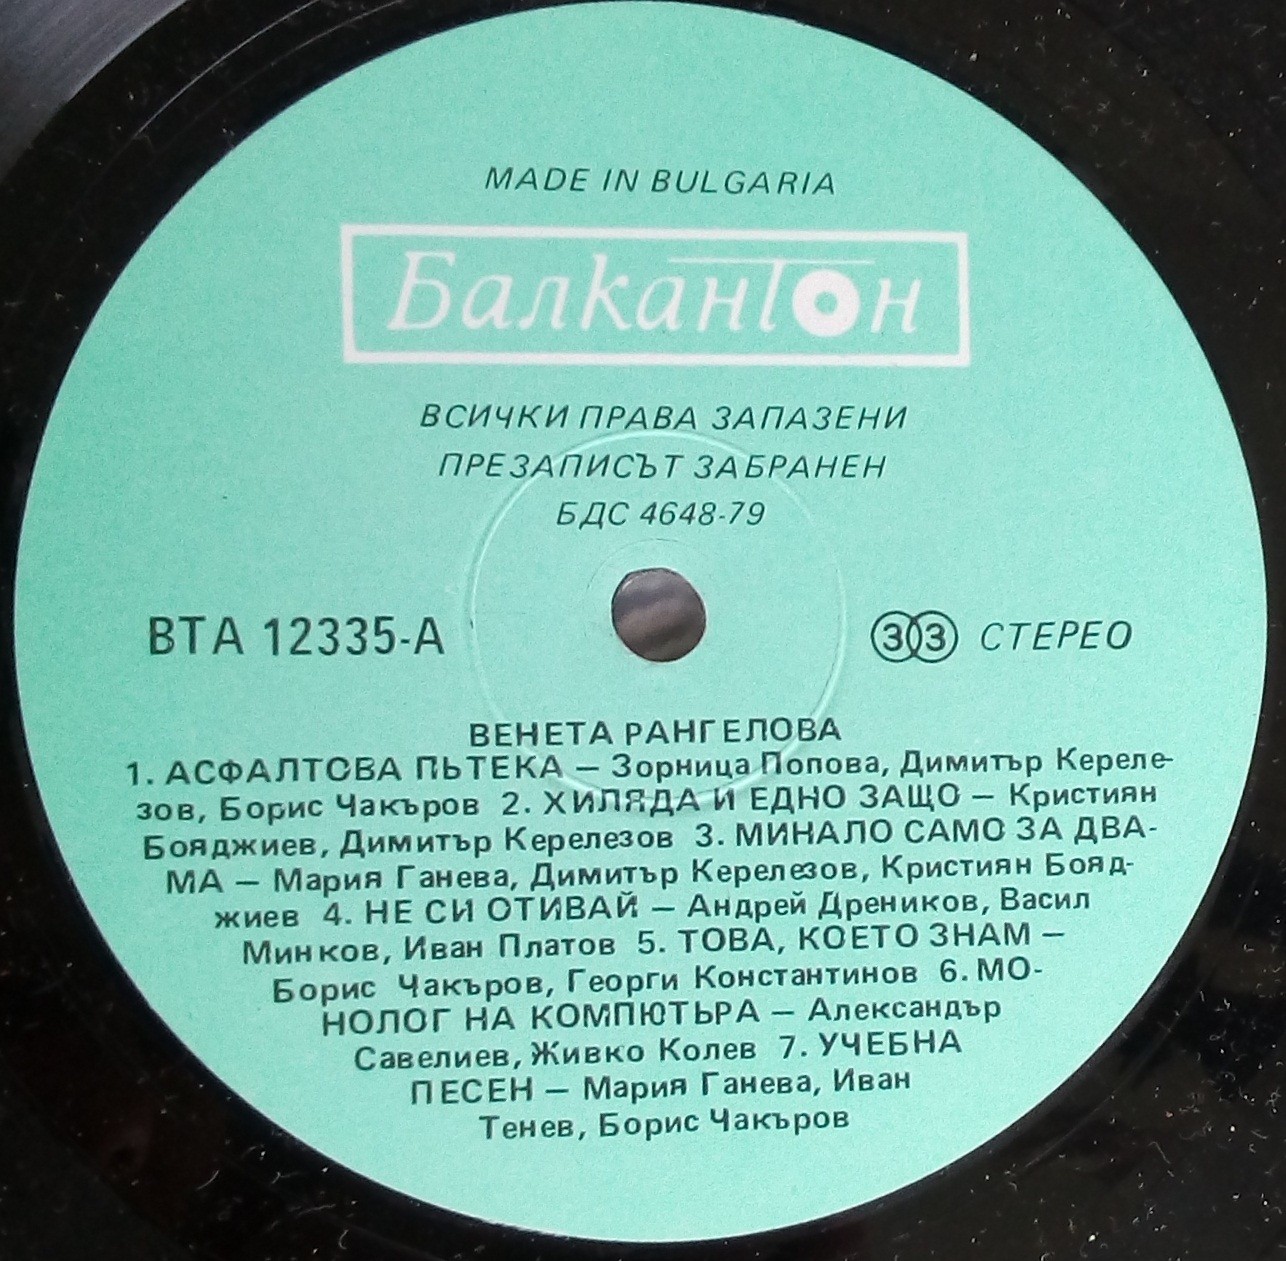 MADE IN BULGARIA
Балкантон
ВСИЧКИ ПРАВА ЗАПАЗЕНИ
ПРЕЗАПИСЪТ ЗАБРАНЕН
БДС 4648-79
ВТА 12335-А
33 СТЕРЕО
ВЕНЕТА РАНГЕЛОВА
1. АСФАЛТОВА ПЪТЕКА — Зорница Попова, Димитър Кереле-
зов, Борис Чакъров 2. ХИЛЯДА И ЕДНО ЗАЩО — Кристиян
Бояджиев, Димитър Керелезов 3. МИНАЛО САМО ЗА ДВА-
МА — Мария Ганева, Димитър Керелезов, Кристиян Бояд-
жиев 4. НЕ СИ ОТИВАЙ — Андрей Дреников, Васил
Минков, Иван Платов 5. ТОВА, КОЕТО ЗНАМ —
Борис Чакъров, Георги Константинов 6. МО-
НОЛОГ НА КОМПЮТЪРА — Александър
Савелиев, Живко Колев 7. УЧЕБНА
ПЕСЕН — Мария Ганева, Иван
Тенев, Борис Чакъров